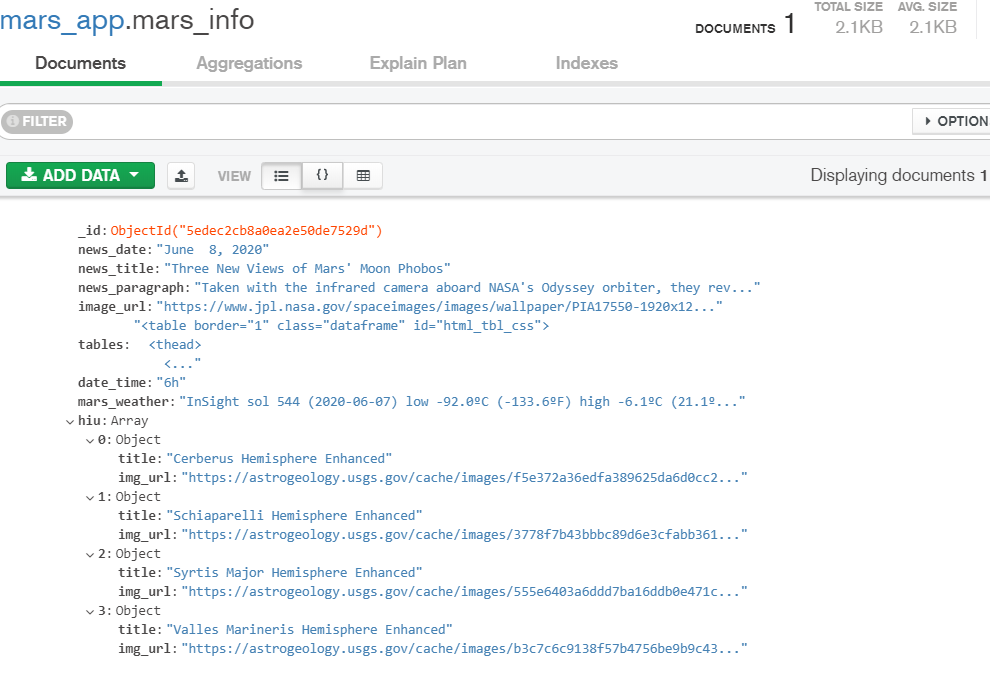 mars_app.mars_info
DOCUMENTS 1 TOTAL SIZE 2.1KB AVG. SIZE 2.1KB
Documents Aggregations Explain Plan Indexes
FILTER OPTION
ADD DATA VIEW {} Displaying documents 1
_id: ObjectId("5edec2cb8a0ea2e50de7529d")
news_date: "June  8, 2020"
news_title: "Three New Views of Mars' Moon Phobos"
news_paragraph: "Taken with the infrared camera aboard NASA's Odyssey orbiter, they rev..."
image_url: "https://www.jpl.nasa.gov/spaceimages/images/wallpaper/PIA17550-1920x12..."
"<table border="1" class="dataframe" id="html_tbl_css">
tables: <thead>
<..."
date_time: "6h"
mars_weather: "InSight sol 544 (2020-06-07) low -92.0ºC (-133.6ºF) high -6.1ºC (21.1º..."
hiu: Array
0: Object
title: "Cerberus Hemisphere Enhanced"
img_url: "https://astrogeology.usgs.gov/cache/images/f5e372a36edfa389625da6d0cc2..."
1: Object
title: "Schiaparelli Hemisphere Enhanced"
img_url: "https://astrogeology.usgs.gov/cache/images/3778f7b43bbbc89d6e3cfabb361..."
2: Object
title: "Syrtis Major Hemisphere Enhanced"
img_url: "https://astrogeology.usgs.gov/cache/images/555e6403a6ddd7ba16ddb0e471c..."
3: Object
title: "Valles Marineris Hemisphere Enhanced"
img_url: "https://astrogeology.usgs.gov/cache/images/b3c7c6c9138f57b4756be9b9c43..."